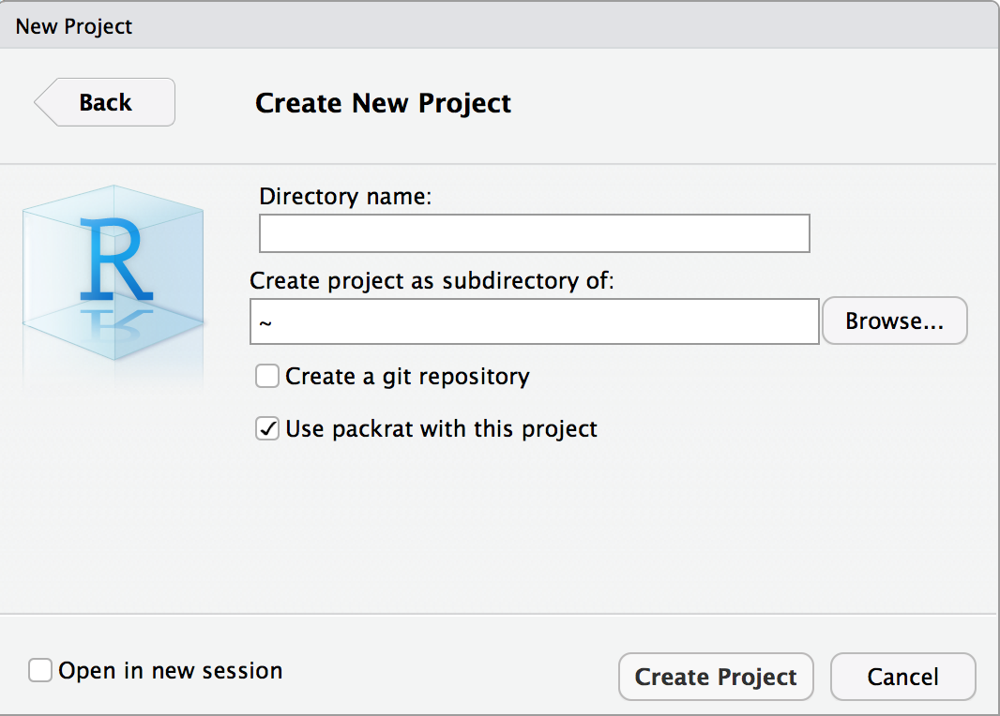 New Project
Back
Create New Project
R
Directory name:
Create project as subdirectory of:
~
Browse...
Create a git repository
Use packrat with this project
Open in new session
Create Project
Cancel